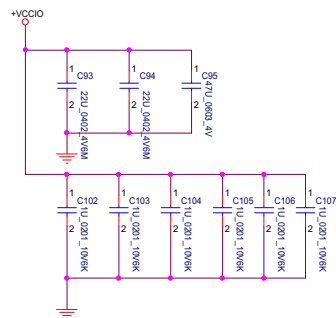 +VCCIO
1 C93 2 22U_0402_4V6M
1 C94 2 22U_0402_4V6M
1 C95 2 47U_0603_4V
1 C102 2 1U_0201_10V6K
1 C103 2 1U_0201_10V6K
1 C104 2 1U_0201_10V6K
1 C105 2 1U_0201_10V6K
1 C106 2 1U_0201_10V6K
1 C107 2 1U_0201_10V6K